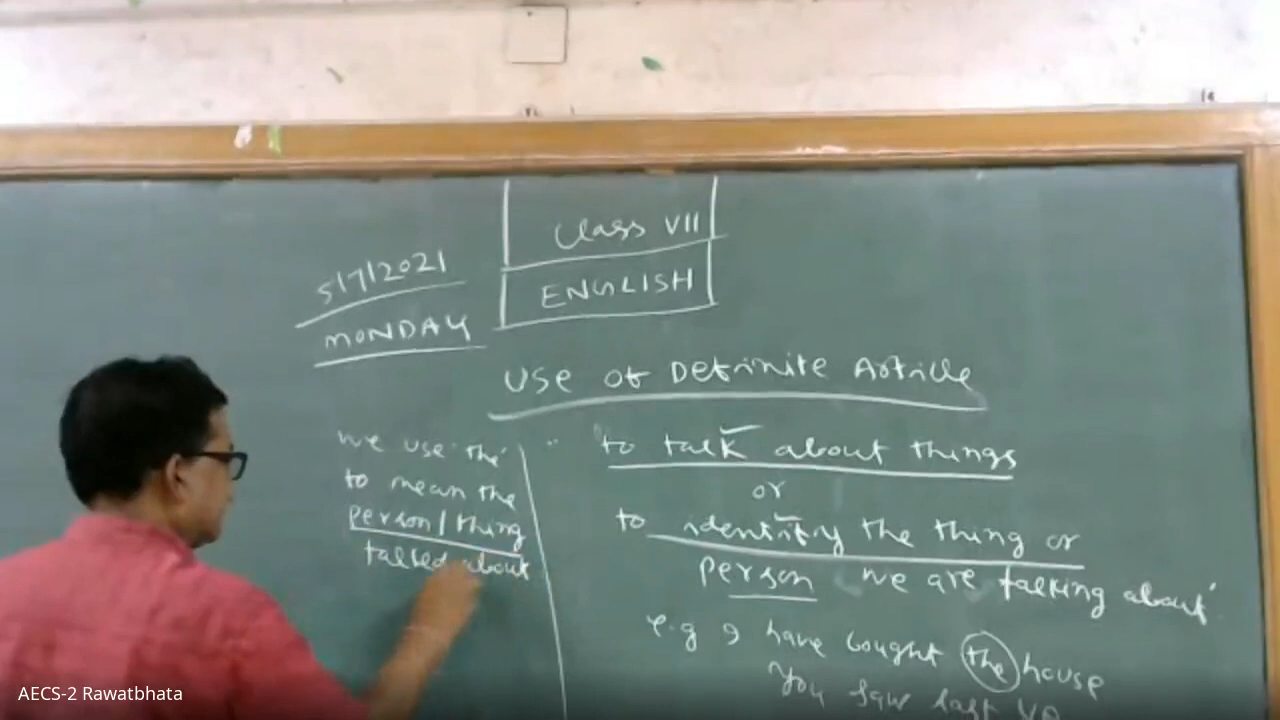 Class VII
ENGLISH
5/7/2021
MONDAY
Use of Definite Article
we use 'the'
to mean the
person/thing
talked about
" to talk about things
or
to identify the thing or
person we are talking about"
e.g I have bought the house
You saw last
AECS-2 Rawatbhata